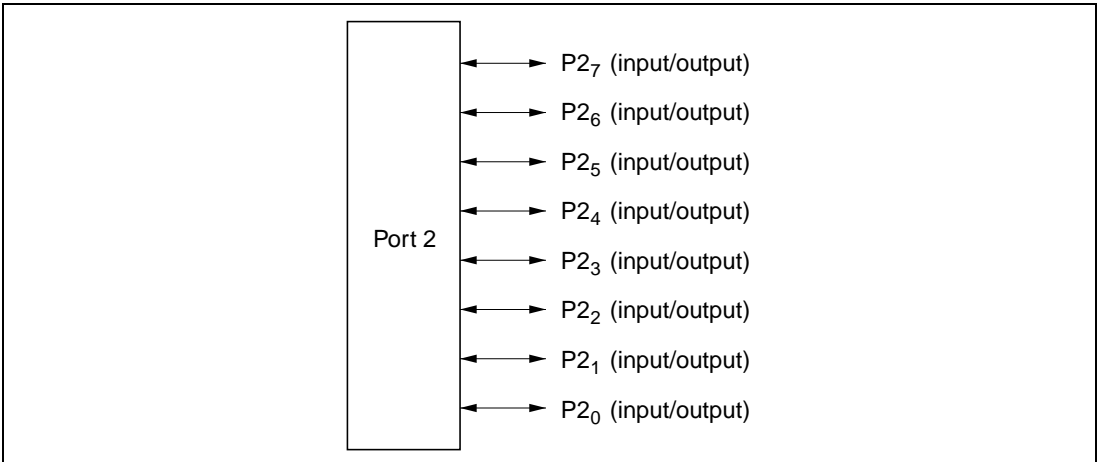 P2₇ (input/output)
P2₆ (input/output)
P2₅ (input/output)
P2₄ (input/output)
Port 2
P2₃ (input/output)
P2₂ (input/output)
P2₁ (input/output)
P2₀ (input/output)